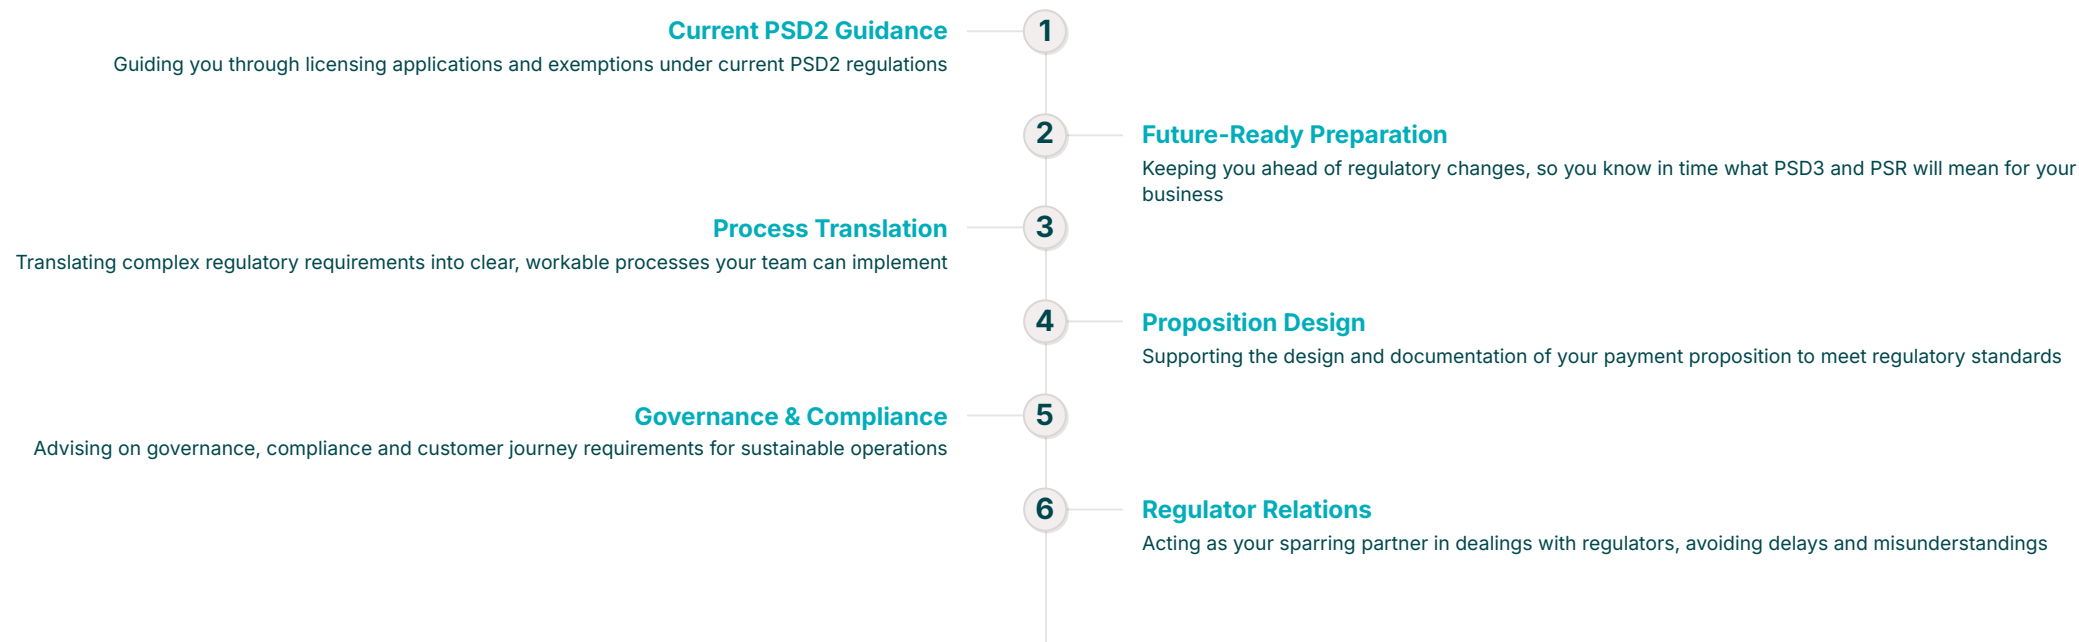 1
Current PSD2 Guidance
Guiding you through licensing applications and exemptions under current PSD2 regulations
2
Future-Ready Preparation
Keeping you ahead of regulatory changes, so you know in time what PSD3 and PSR will mean for your
business
3
Process Translation
Translating complex regulatory requirements into clear, workable processes your team can implement
4
Proposition Design
Supporting the design and documentation of your payment proposition to meet regulatory standards
5
Governance & Compliance
Advising on governance, compliance and customer journey requirements for sustainable operations
6
Regulator Relations
Acting as your sparring partner in dealings with regulators, avoiding delays and misunderstandings